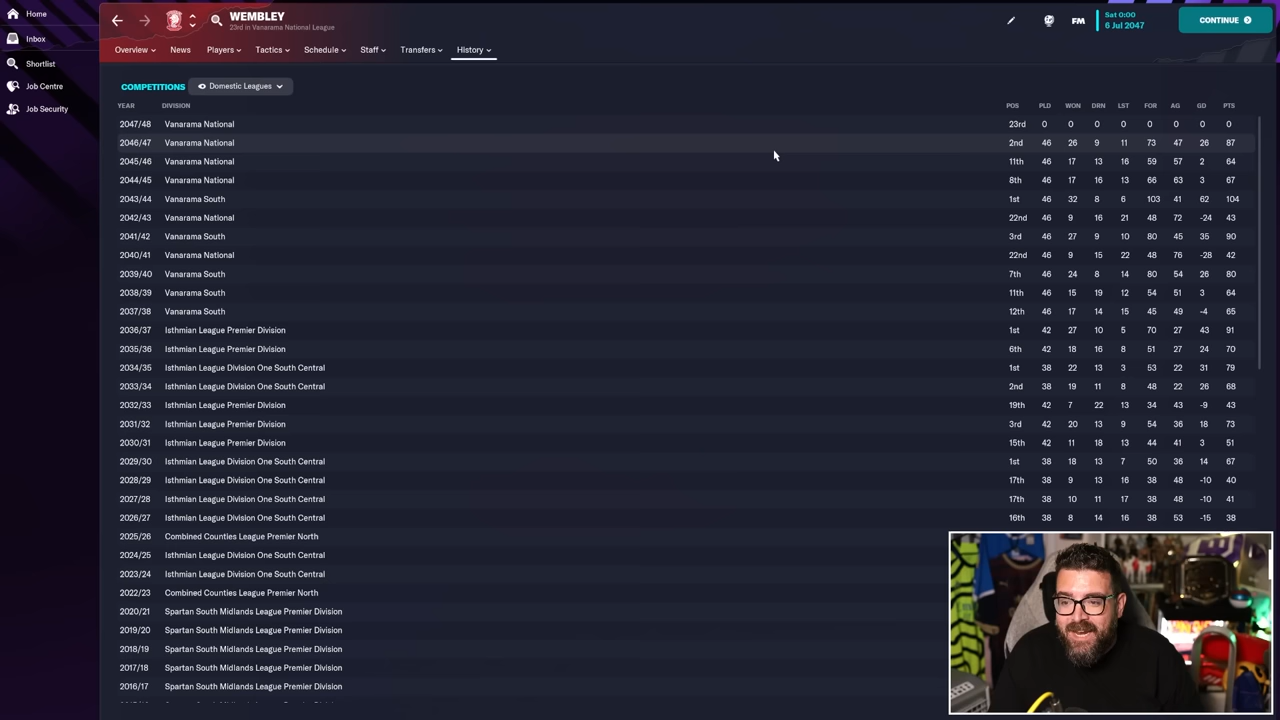 Home
Inbox
Shortlist
Job Centre
Job Security
WEMBLEY
23rd in Vanarama National League
FM
Sat 0:00
6 Jul 2047
CONTINUE
Overview News Players Tactics Schedule Staff Transfers History
COMPETITIONS Domestic Leagues
YEAR DIVISION POS PLD WON DRN LST FOR AG GD PTS
2047/48 Vanarama National 23rd 0 0 0 0 0 0 0 0
2046/47 Vanarama National 2nd 46 26 9 11 73 47 26 87
2045/46 Vanarama National 11th 46 17 13 16 59 57 2 64
2044/45 Vanarama National 8th 46 17 16 13 66 63 3 67
2043/44 Vanarama South 1st 46 32 8 6 103 41 62 104
2042/43 Vanarama National 22nd 46 9 16 21 48 72 -24 43
2041/42 Vanarama South 3rd 46 27 9 10 80 45 35 90
2040/41 Vanarama National 22nd 46 9 15 22 48 76 -28 42
2039/40 Vanarama South 7th 46 24 8 14 80 54 26 80
2038/39 Vanarama South 11th 46 15 19 12 54 51 3 64
2037/38 Vanarama South 12th 46 17 14 15 45 49 -4 65
2036/37 Isthmian League Premier Division 1st 42 27 10 5 70 27 43 91
2035/36 Isthmian League Premier Division 6th 42 18 16 8 51 27 24 70
2034/35 Isthmian League Division One South Central 1st 38 22 13 3 53 22 31 79
2033/34 Isthmian League Division One South Central 2nd 38 19 11 8 48 22 26 68
2032/33 Isthmian League Premier Division 19th 42 7 22 13 34 43 -9 43
2031/32 Isthmian League Premier Division 3rd 42 20 13 9 54 36 18 73
2030/31 Isthmian League Premier Division 15th 42 11 18 13 44 41 3 51
2029/30 Isthmian League Division One South Central 1st 38 18 13 7 50 36 14 67
2028/29 Isthmian League Division One South Central 17th 38 9 13 16 38 48 -10 40
2027/28 Isthmian League Division One South Central 17th 38 10 11 17 38 48 -10 41
2026/27 Isthmian League Division One South Central 16th 38 8 14 16 38 53 -15 38
2025/26 Combined Counties League Premier North
2024/25 Isthmian League Division One South Central
2023/24 Isthmian League Division One South Central
2022/23 Combined Counties League Premier North
2020/21 Spartan South Midlands League Premier Division
2019/20 Spartan South Midlands League Premier Division
2018/19 Spartan South Midlands League Premier Division
2017/18 Spartan South Midlands League Premier Division
2016/17 Spartan South Midlands League Premier Division